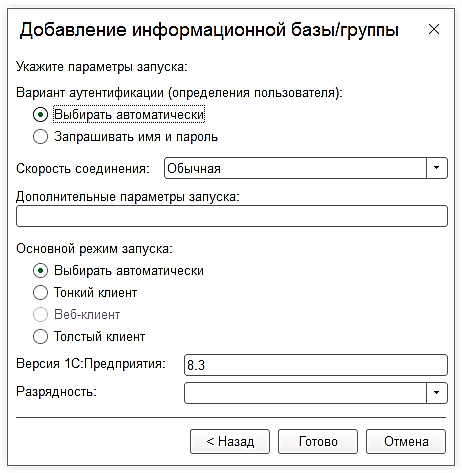 Добавление информационной базы/группы
Укажите параметры запуска:
Вариант аутентификации (определения пользователя):
Выбирать автоматически
Запрашивать имя и пароль
Скорость соединения: Обычная
Дополнительные параметры запуска:
Основной режим запуска:
Выбирать автоматически
Тонкий клиент
Веб-клиент
Толстый клиент
Версия 1С:Предприятия: 8.3
Разрядность:
< Назад Готово Отмена